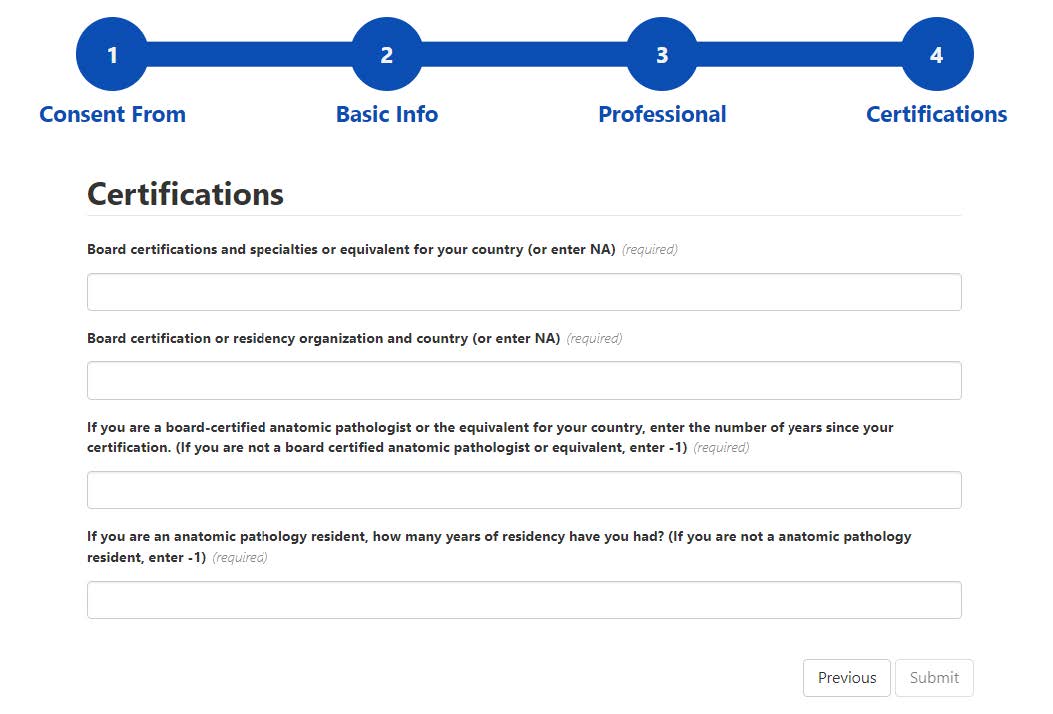 1 2 3 4
Consent From Basic Info Professional Certifications
Certifications
Board certifications and specialties or equivalent for your country (or enter NA) (required)
Board certification or residency organization and country (or enter NA) (required)
If you are a board-certified anatomic pathologist or the equivalent for your country, enter the number of years since your
certification. (If you are not a board certified anatomic pathologist or equivalent, enter -1) (required)
If you are an anatomic pathology resident, how many years of residency have you had? (If you are not a anatomic pathology
resident, enter -1) (required)
Previous Submit